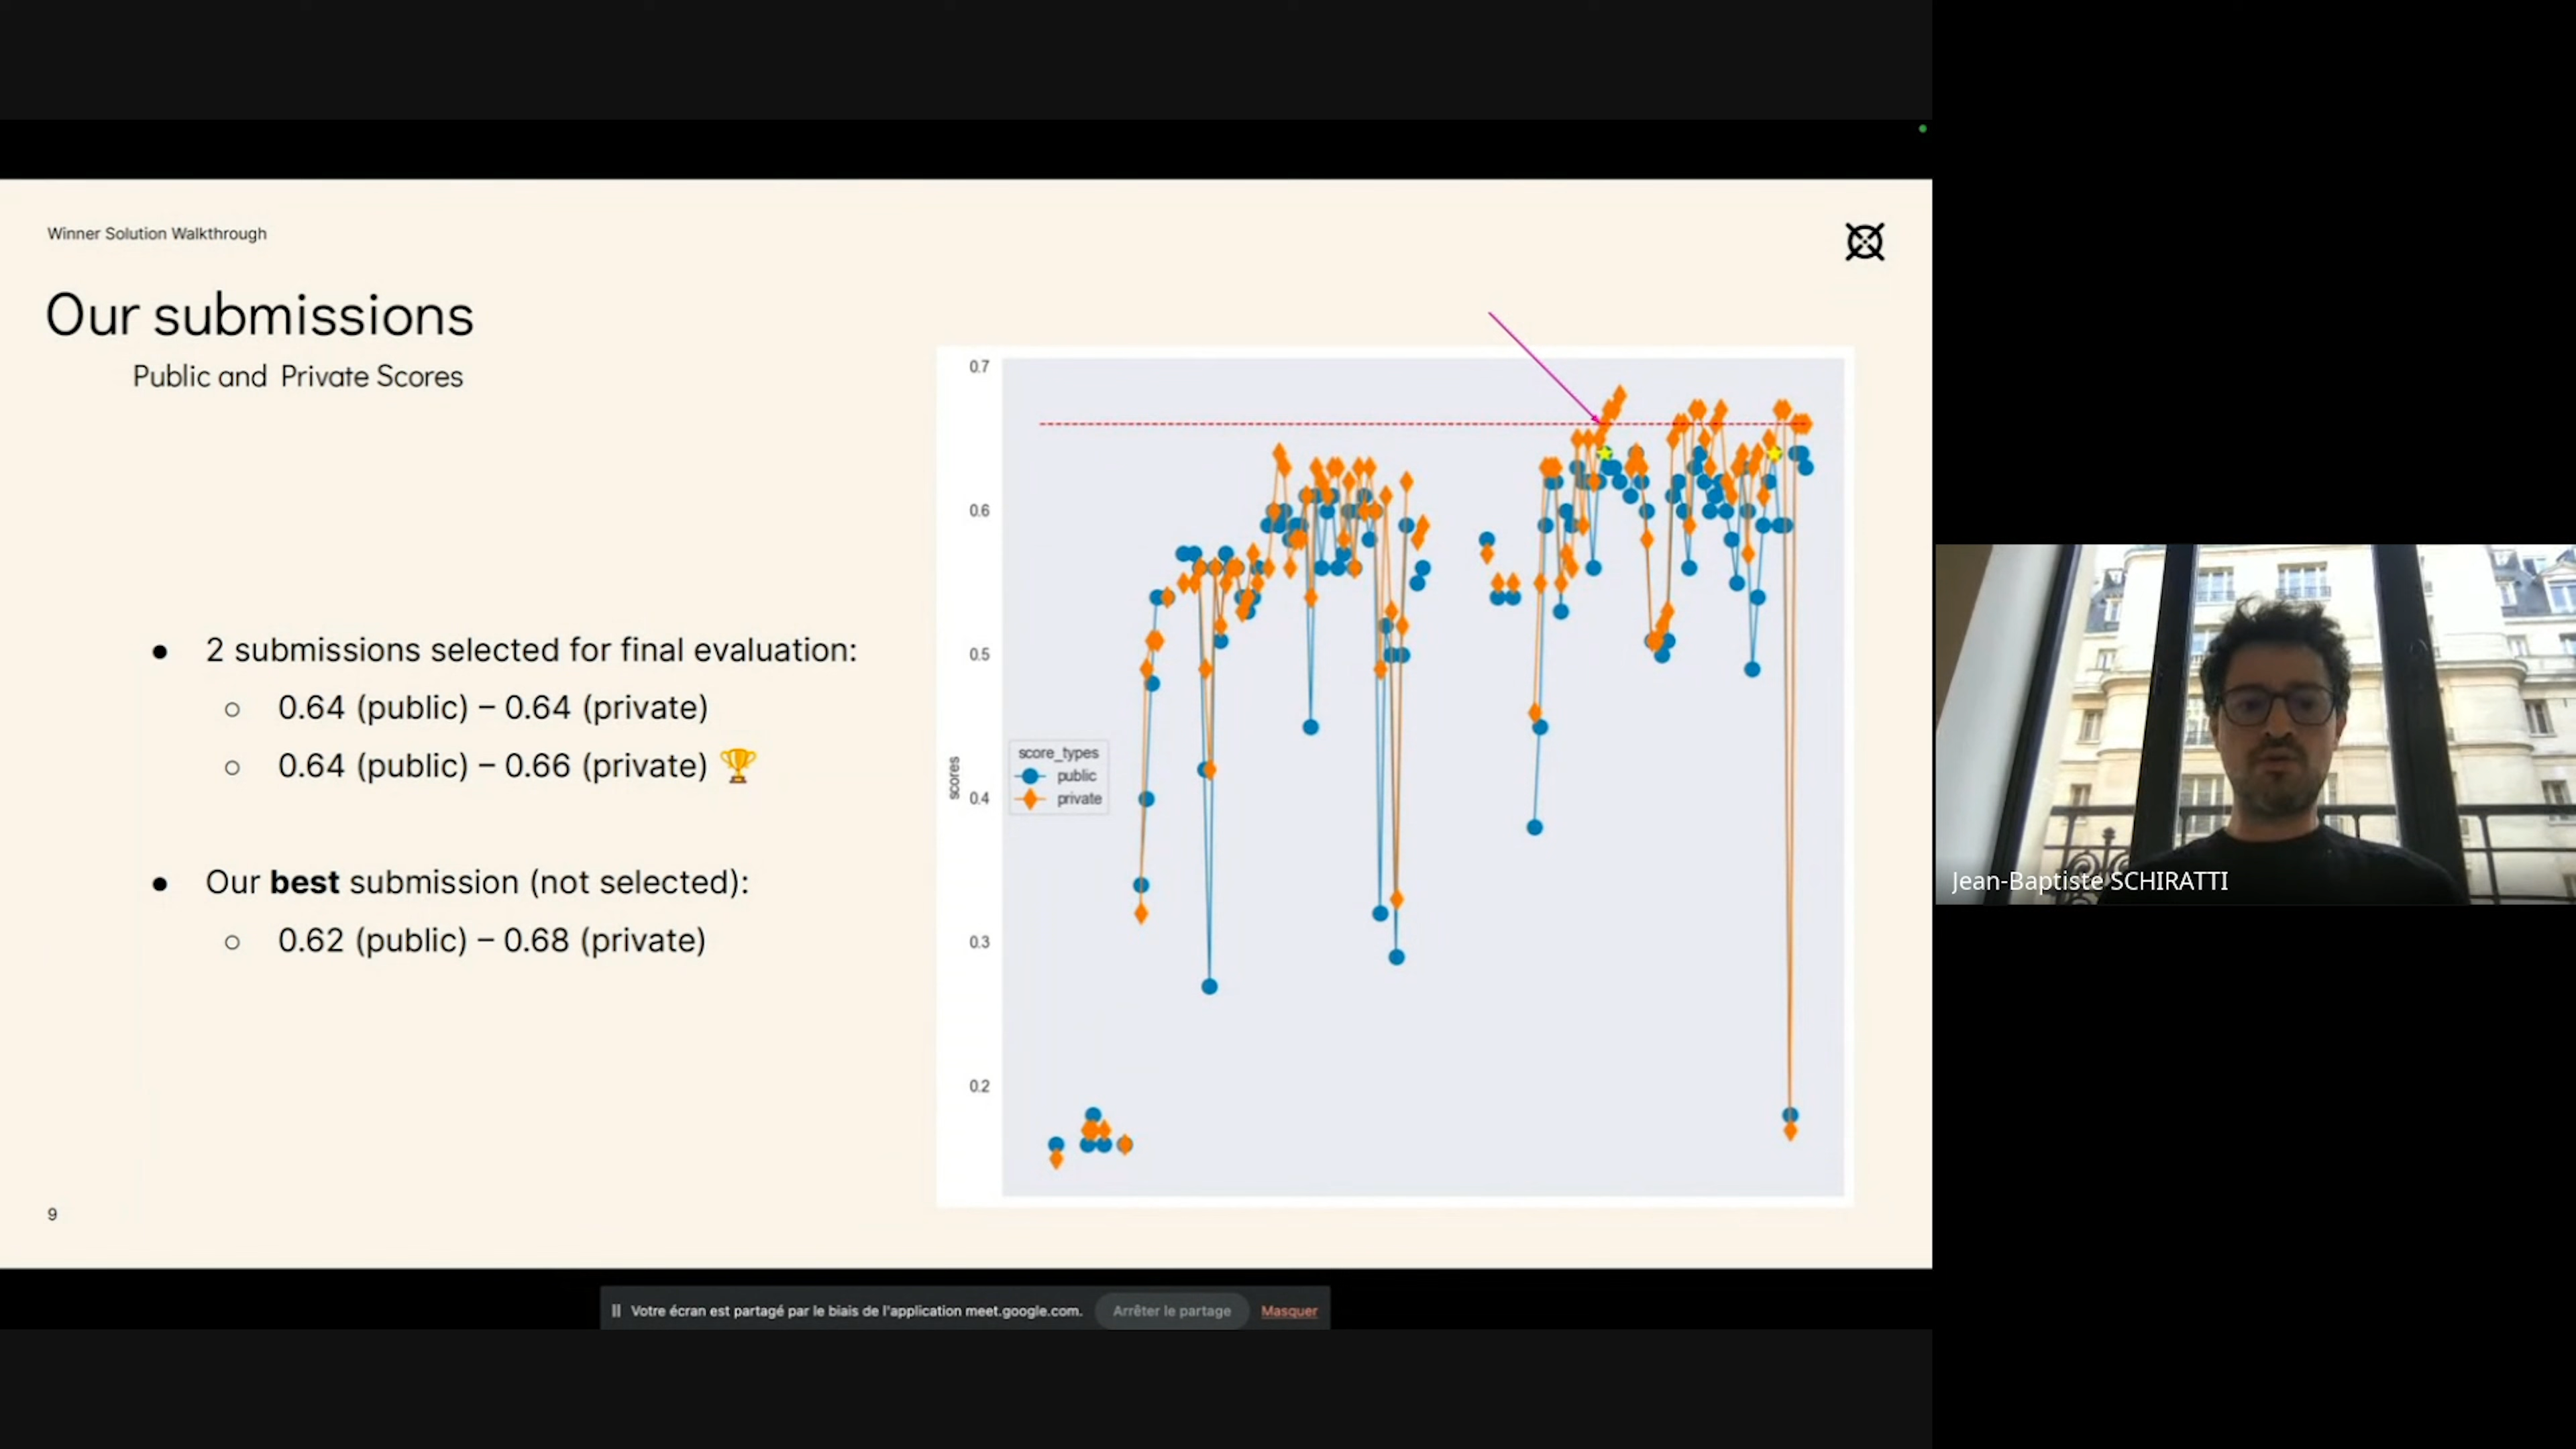 Winner Solution Walkthrough
Our submissions
Public and Private Scores
● 2 submissions selected for final evaluation:
○ 0.64 (public) – 0.64 (private)
○ 0.64 (public) – 0.66 (private) 🏆
● Our best submission (not selected):
○ 0.62 (public) – 0.68 (private)
9
0.7
0.6
0.5
0.4
0.3
0.2
scores
score_types
public
private
Jean-Baptiste SCHIRATTI
Votre écran est partagé par le biais de l'application meet.google.com.
Arrêter le partage
Masquer